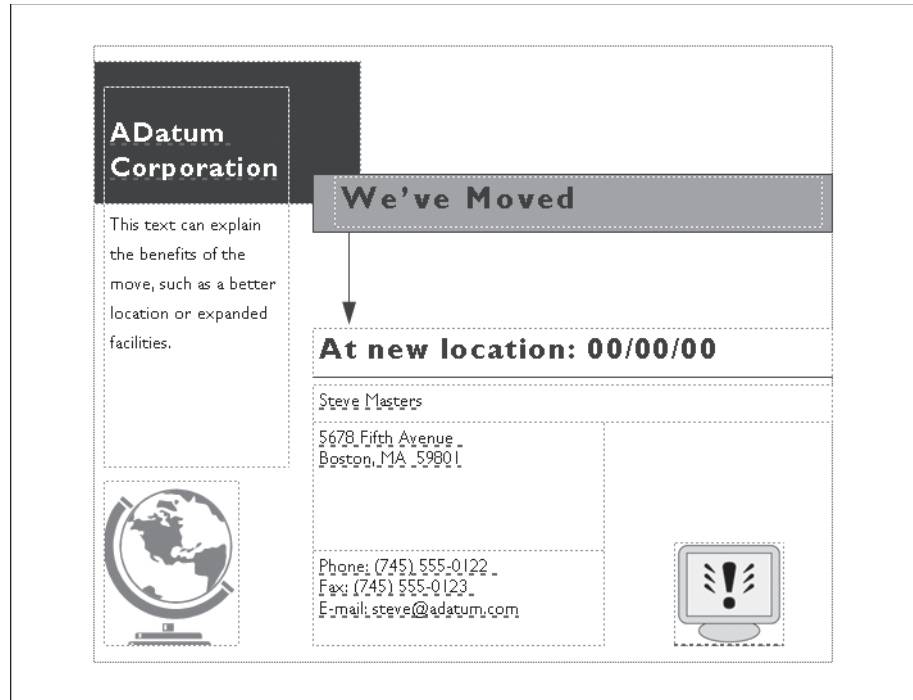 ADatum
Corporation
We've Moved
This text can explain
the benefits of the
move, such as a better
location or expanded
facilities.
At new location: 00/00/00
Steve Masters
5678 Fifth Avenue
Boston, MA 59801
Phone: (745) 555-0122
Fax: (745) 555-0123
E-mail: steve@adatum.com